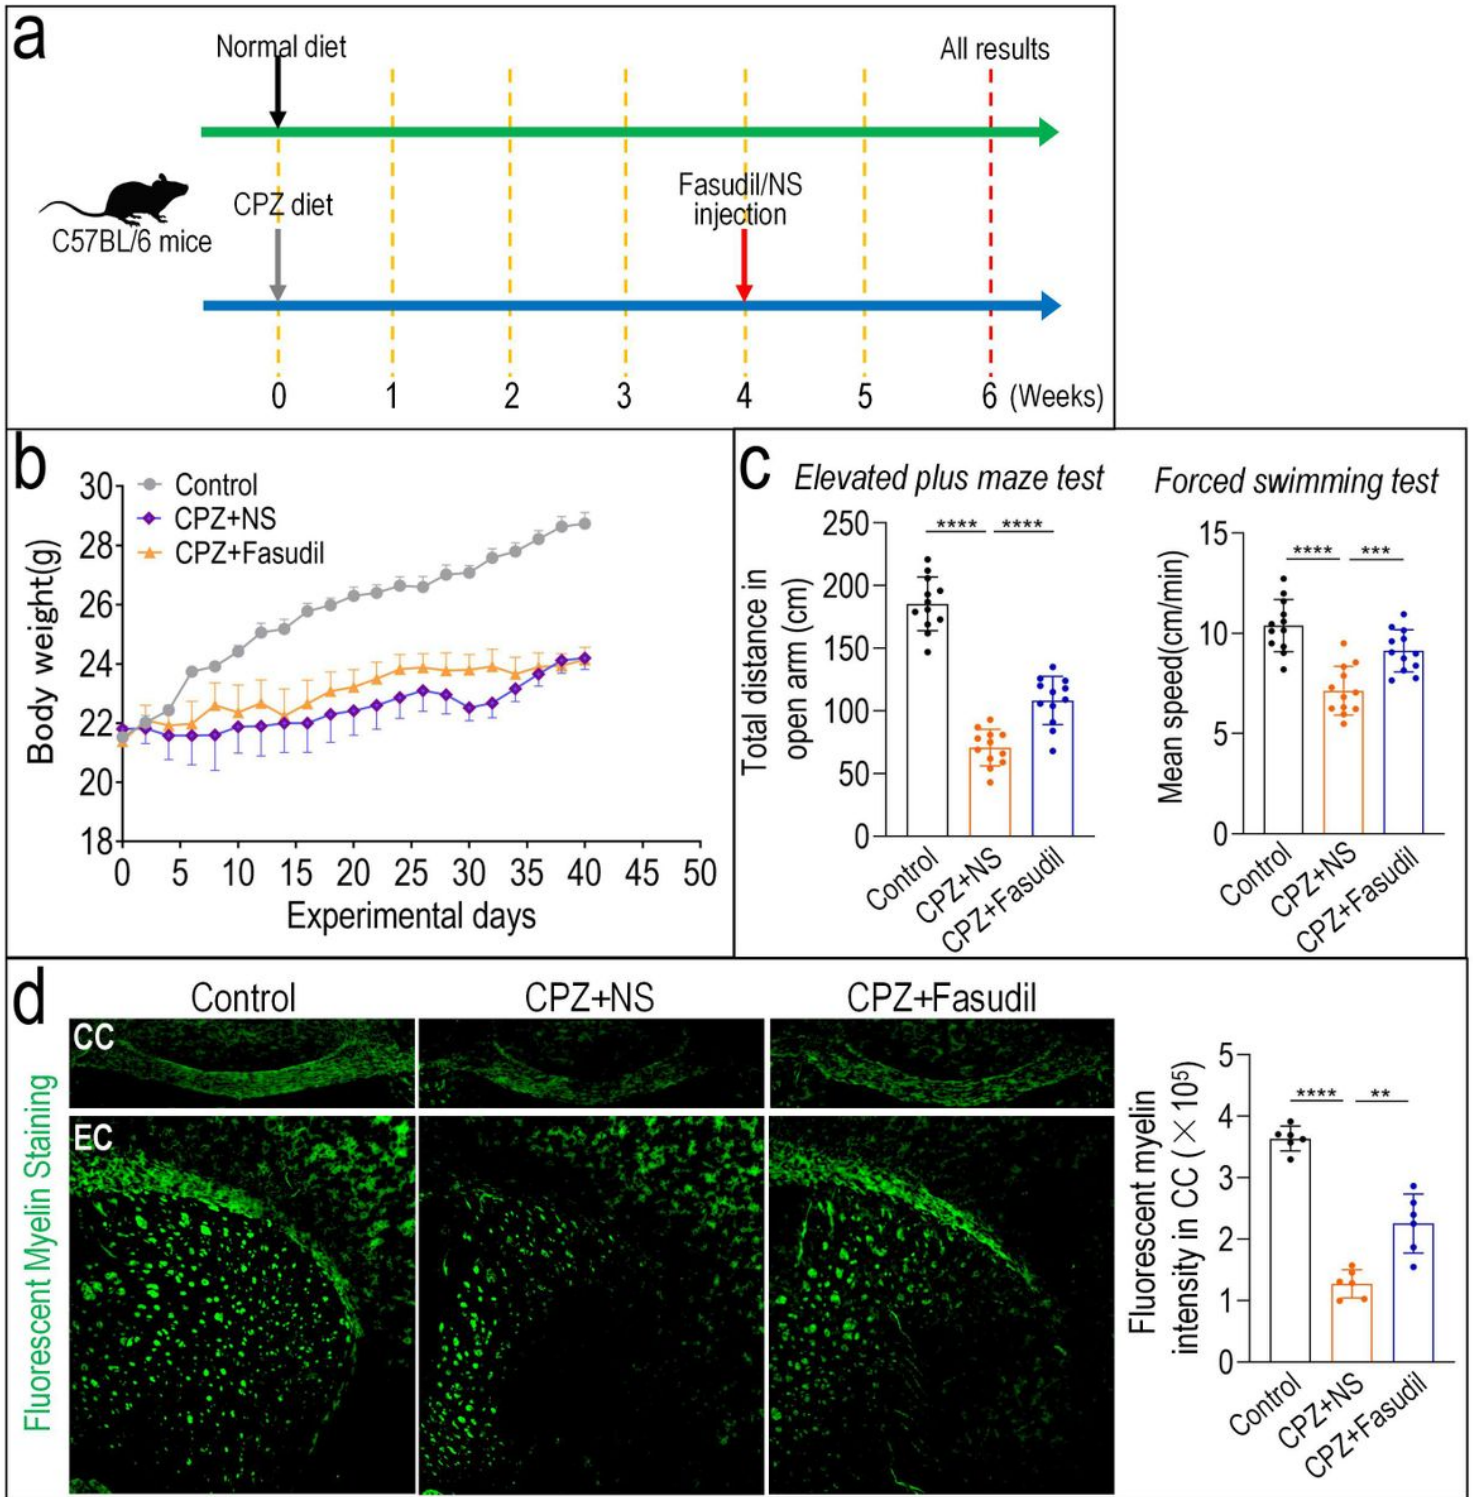 a
Normal diet
All results
CPZ diet
Fasudil/NS
injection
C57BL/6 mice
0 1 2 3 4 5 6 (Weeks)
b
Control
CPZ+NS
CPZ+Fasudil
Body weight(g)
30
28
26
24
22
20
18
0 5 10 15 20 25 30 35 40 45 50
Experimental days
c
Elevated plus maze test
Total distance in
open arm (cm)
250
200
150
100
50
0
**** ****
Control
CPZ+NS
CPZ+Fasudil
Forced swimming test
Mean speed(cm/min)
15
10
5
0
**** ***
Control
CPZ+NS
CPZ+Fasudil
d
Control
CPZ+NS
CPZ+Fasudil
Fluorescent Myelin Staining
CC
EC
Fluorescent myelin
intensity in CC (×10⁵)
5
4
3
2
1
0
**** **
Control
CPZ+NS
CPZ+Fasudil